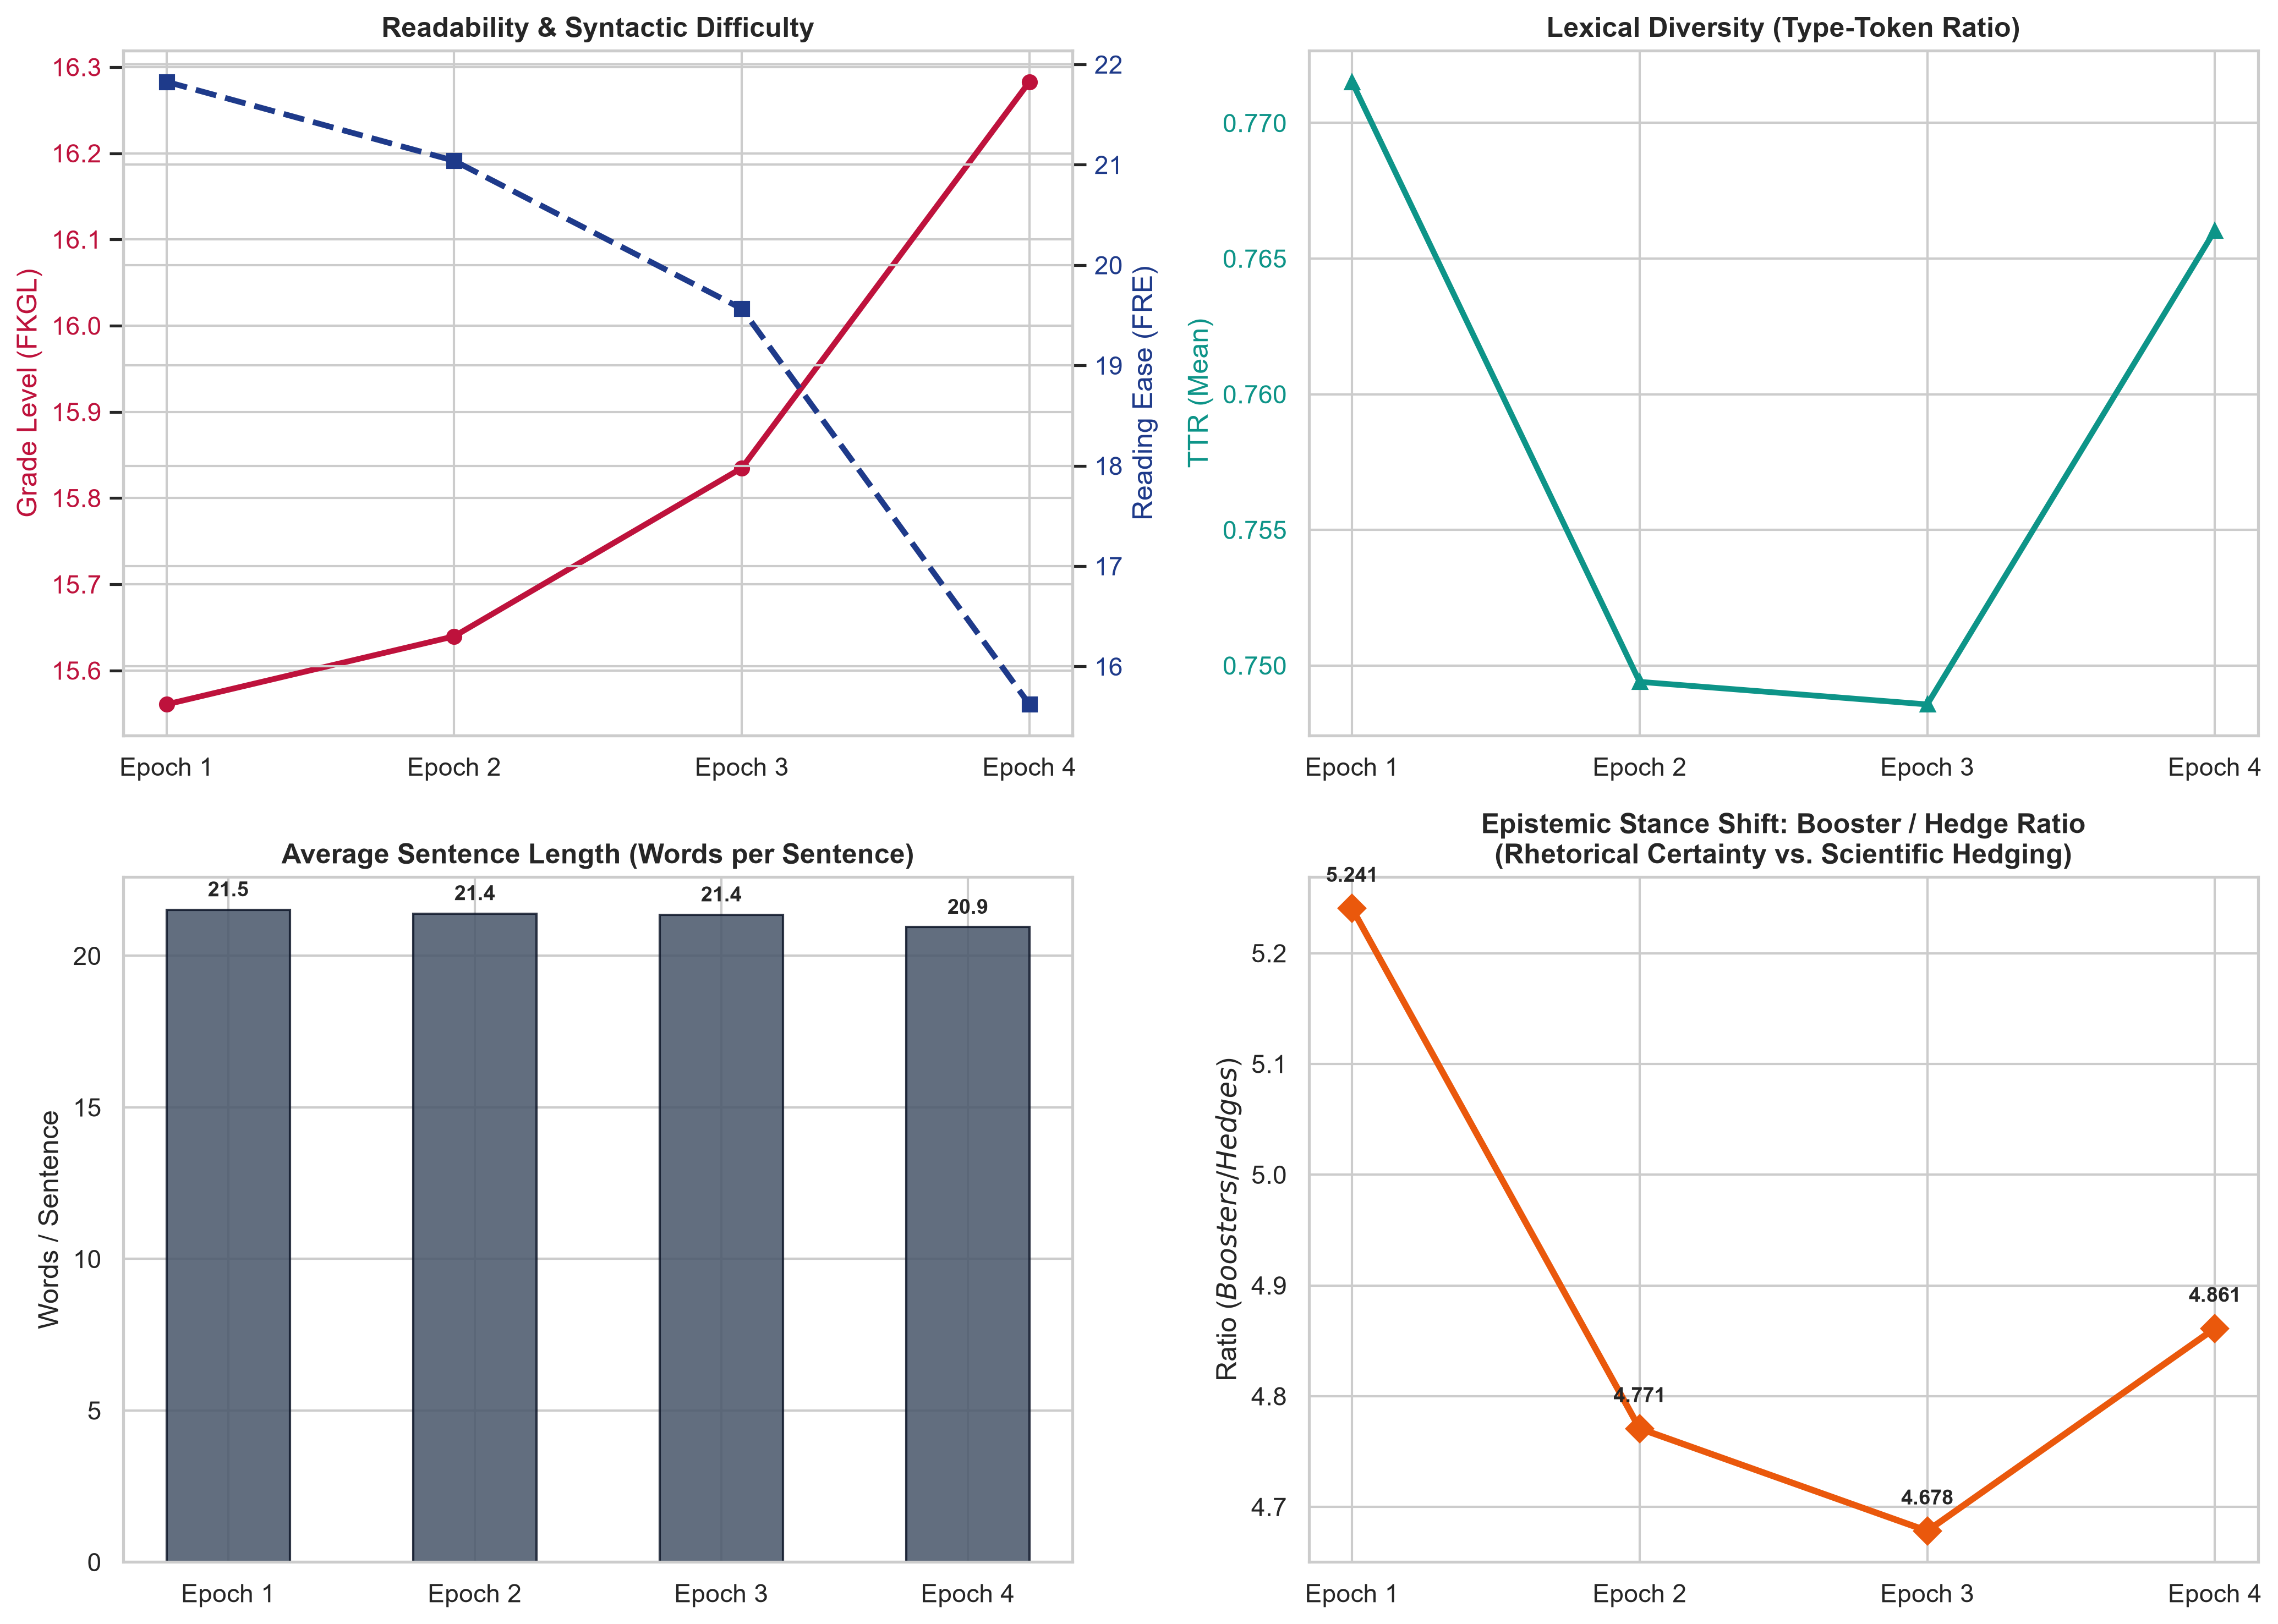 Readability & Syntactic Difficulty
Grade Level (FKGL)
16.3
16.2
16.1
16.0
15.9
15.8
15.7
15.6
22
21
20
19
18
17
16
Reading Ease (FRE)
Epoch 1 Epoch 2 Epoch 3 Epoch 4
Lexical Diversity (Type-Token Ratio)
TTR (Mean)
0.770
0.765
0.760
0.755
0.750
Epoch 1 Epoch 2 Epoch 3 Epoch 4
Average Sentence Length (Words per Sentence)
Words / Sentence
21.5 21.4 21.4 20.9
20
15
10
5
0
Epoch 1 Epoch 2 Epoch 3 Epoch 4
Epistemic Stance Shift: Booster / Hedge Ratio
(Rhetorical Certainty vs. Scientific Hedging)
Ratio (Boosters/Hedges)
5.2
5.1
5.0
4.9
4.8
4.7
5.241
4.771
4.678
4.861
Epoch 1 Epoch 2 Epoch 3 Epoch 4